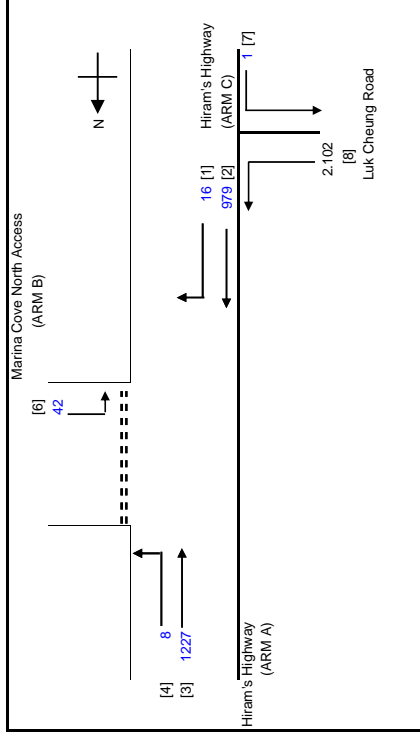 Marina Cove North Access
(ARM B)
N
[6]
42
Hiram's Highway
(ARM C)
16 [1]
979 [2]
1 [7]
2.102
[8]
Luk Cheung Road
[4] 8
[3] 1227
Hiram's Highway
(ARM A)